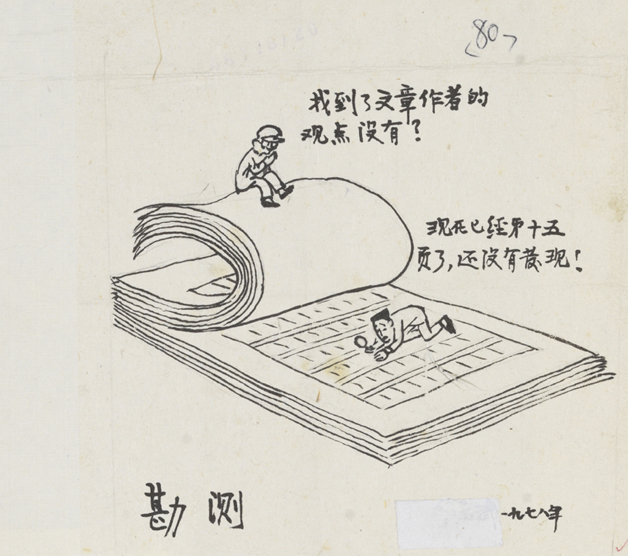 80
找到了文章作者的
观点没有?
现在已经第十五
页了,还没有发现!
勘测
一九七八年